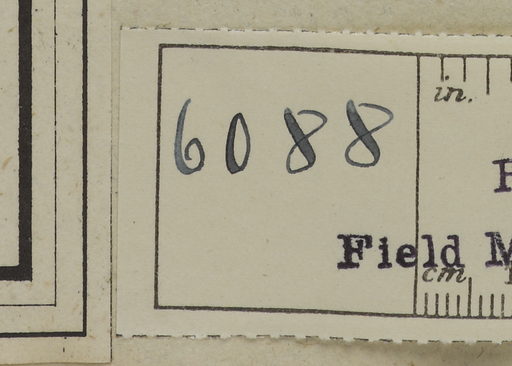 in.
6088
Field
cm